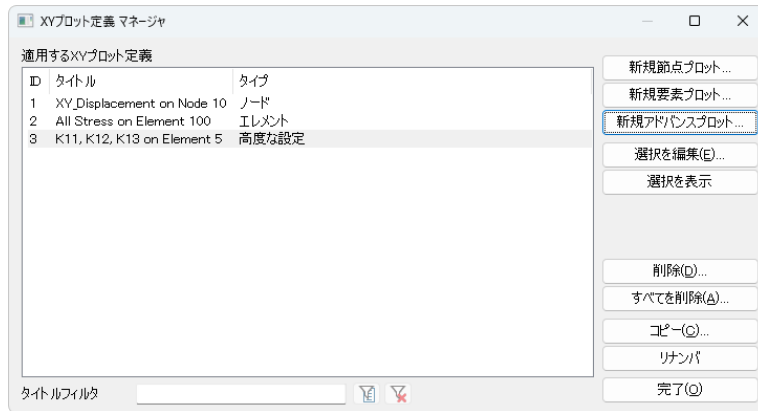 XYプロット定義 マネージャ
適用するXYプロット定義
ID タイトル タイプ
1 XY_Displacement on Node 10 ノード
2 All Stress on Element 100 エレメント
3 K11, K12, K13 on Element 5 高度な設定
新規節点プロット...
新規要素プロット...
新規アドバンスプロット...
選択を編集(E)...
選択を表示
削除(D)...
すべてを削除(A)...
コピー(C)...
リナンバ
タイトルフィルタ
完了(O)